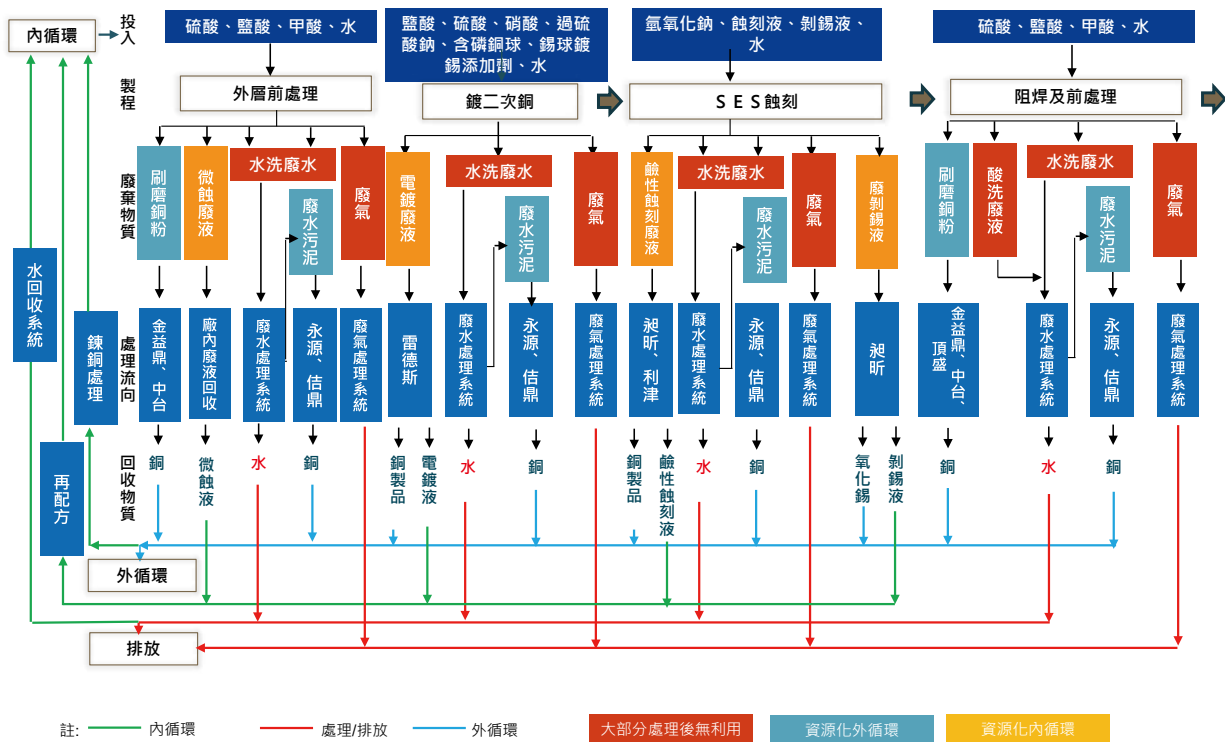 內循環
投入
硫酸、鹽酸、甲酸、水
鹽酸、硫酸、硝酸、過硫
酸鈉、含磷銅球、錫球鍍
錫添加劑、水
氫氧化鈉、蝕刻液、剝錫液、
水
硫酸、鹽酸、甲酸、水
製程
外層前處理
鍍二次銅
SES蝕刻
阻焊及前處理
廢棄物質
刷磨銅粉
微蝕廢液
水洗廢水
廢水污泥
廢氣
電鍍廢液
水洗廢水
廢水污泥
廢氣
鹼性蝕刻廢液
水洗廢水
廢水污泥
廢氣
廢剝錫液
刷磨銅粉
酸洗廢液
水洗廢水
廢水污泥
廢氣
水回收系統
鍊銅處理
處理流向
金益鼎、中台
廠內廢液回收
廢水處理系統
永源、佶鼎
廢氣處理系統
雷德斯
廢水處理系統
永源、佶鼎
廢氣處理系統
昶昕、利津
廢水處理系統
永源、佶鼎
廢氣處理系統
昶昕
金益鼎、中台、
頂盛
廢水處理系統
永源、佶鼎
廢氣處理系統
再配方
回收物質
銅
微蝕液
水
銅
銅製品
電鍍液
水
銅
銅製品
鹼性蝕刻液
水
銅
氧化錫
剝錫液
銅
水
銅
外循環
排放
註:
內循環
處理/排放
外循環
大部分處理後無利用
資源化外循環
資源化內循環